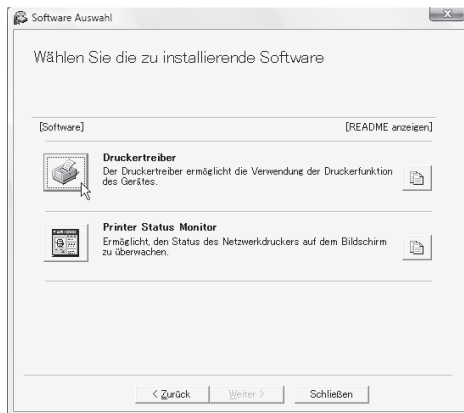 Software Auswahl
Wählen Sie die zu installierende Software
[Software] [README anzeigen]
Druckertreiber
Der Druckertreiber ermöglicht die Verwendung der Druckerfunktion
des Gerätes.
Printer Status Monitor
Ermöglicht, den Status des Netzwerkdruckers auf dem Bildschirm
zu überwachen.
< Zurück Weiter > Schließen